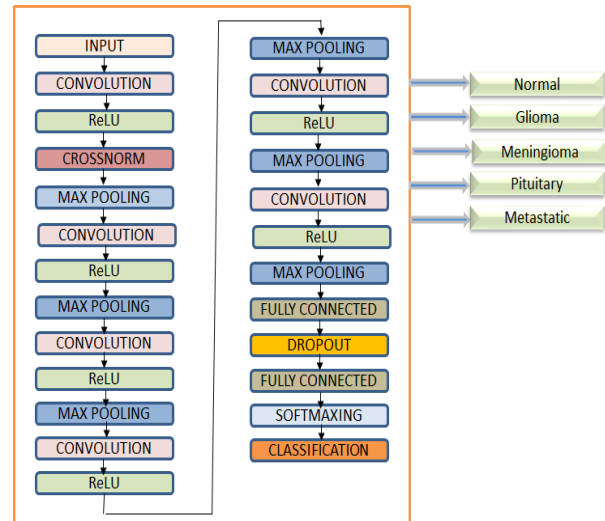 INPUT
CONVOLUTION
ReLU
CROSSNORM
MAX POOLING
CONVOLUTION
ReLU
MAX POOLING
CONVOLUTION
ReLU
MAX POOLING
CONVOLUTION
ReLU
MAX POOLING
CONVOLUTION
ReLU
MAX POOLING
CONVOLUTION
ReLU
MAX POOLING
FULLY CONNECTED
DROPOUT
FULLY CONNECTED
SOFTMAXING
CLASSIFICATION
Normal
Glioma
Meningioma
Pituitary
Metastatic